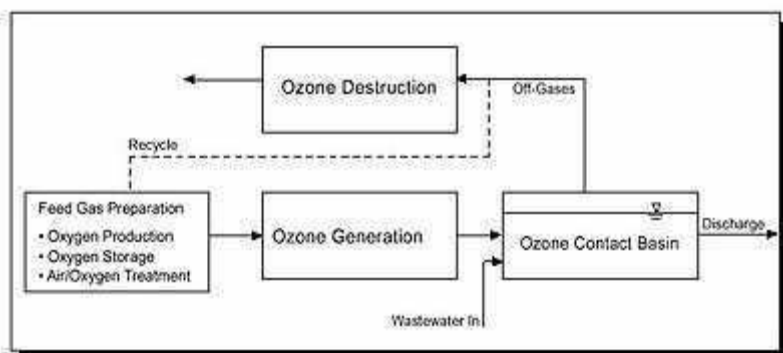 Ozone Destruction
Off-Gases
Recycle
Feed Gas Preparation
• Oxygen Production
• Oxygen Storage
• Air/Oxygen Treatment
Ozone Generation
Ozone Contact Basin
Discharge
Wastewater In